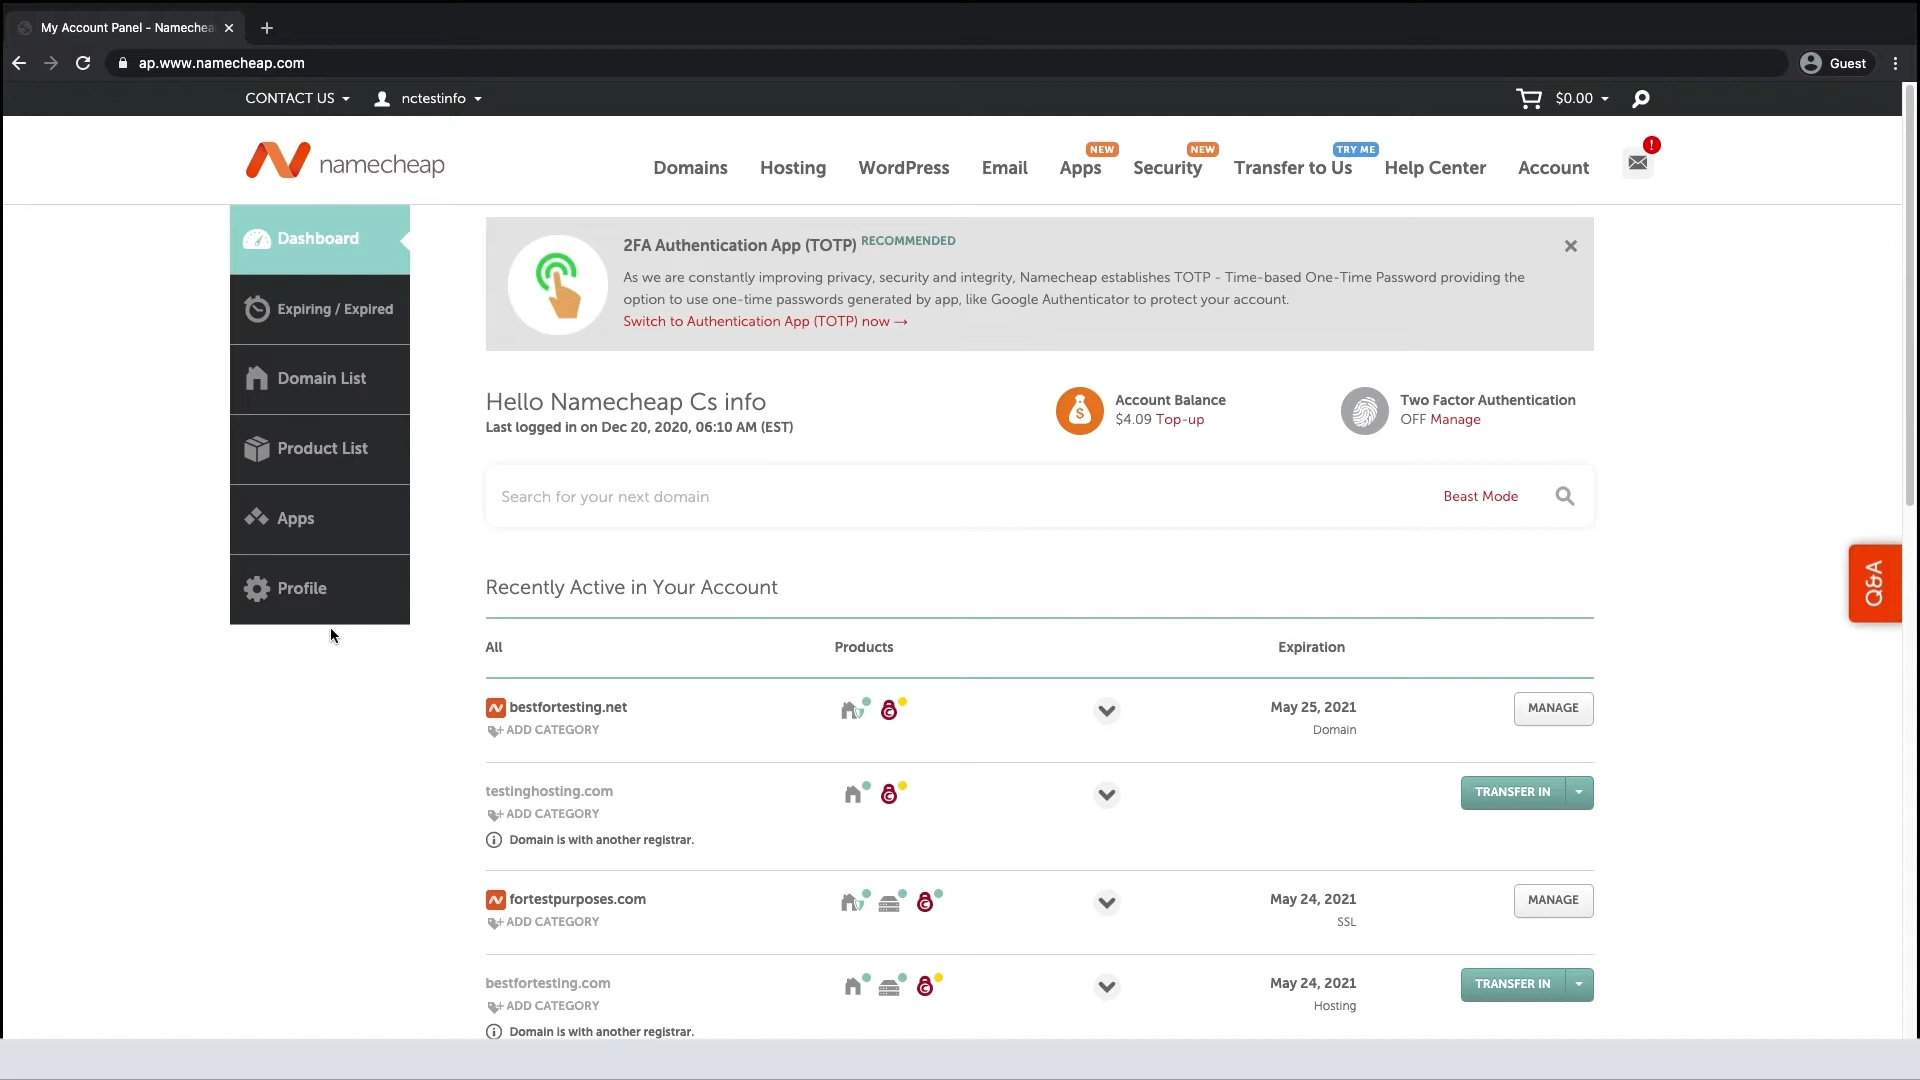 My Account Panel - Namechea
ap.www.namecheap.com
Guest
CONTACT US
nctestinfo
$0.00
namecheap
Domains
Hosting
WordPress
Email
Apps
NEW
Security
NEW
Transfer to Us
TRY ME
Help Center
Account
!
Dashboard
Expiring / Expired
Domain List
Product List
Apps
Profile
2FA Authentication App (TOTP) RECOMMENDED
As we are constantly improving privacy, security and integrity, Namecheap establishes TOTP - Time-based One-Time Password providing the
option to use one-time passwords generated by app, like Google Authenticator to protect your account.
Switch to Authentication App (TOTP) now →
Hello Namecheap Cs info
Last logged in on Dec 20, 2020, 06:10 AM (EST)
Account Balance
$4.09 Top-up
Two Factor Authentication
OFF Manage
Search for your next domain
Beast Mode
Q&A
Recently Active in Your Account
All Products Expiration
bestfortesting.net
ADD CATEGORY
May 25, 2021
Domain
MANAGE
testinghosting.com
ADD CATEGORY
Domain is with another registrar.
TRANSFER IN
fortestpurposes.com
ADD CATEGORY
May 24, 2021
SSL
MANAGE
bestfortesting.com
ADD CATEGORY
Domain is with another registrar.
May 24, 2021
Hosting
TRANSFER IN